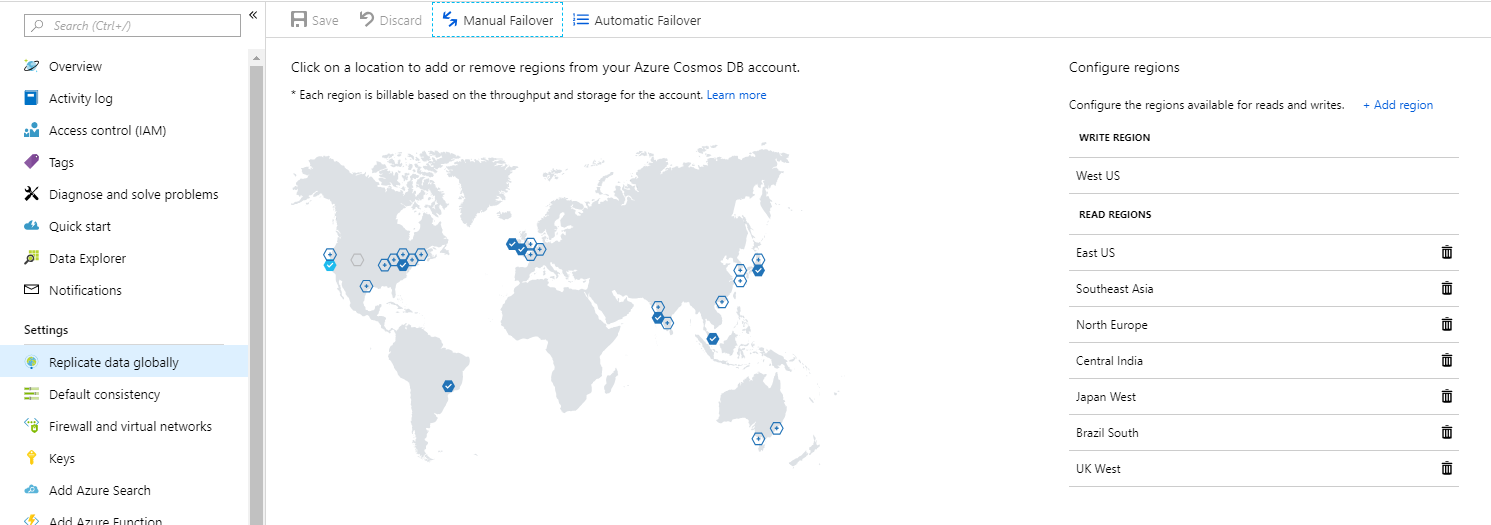 Search (Ctrl+/)
«
Overview
Activity log
Access control (IAM)
Tags
Diagnose and solve problems
Quick start
Data Explorer
Notifications
Settings
Replicate data globally
Default consistency
Firewall and virtual networks
Keys
Add Azure Search
Add Azure Function
Save Discard Manual Failover Automatic Failover
Click on a location to add or remove regions from your Azure Cosmos DB account.
* Each region is billable based on the throughput and storage for the account. Learn more
Configure regions
Configure the regions available for reads and writes. + Add region
WRITE REGION
West US
READ REGIONS
East US
Southeast Asia
North Europe
Central India
Japan West
Brazil South
UK West